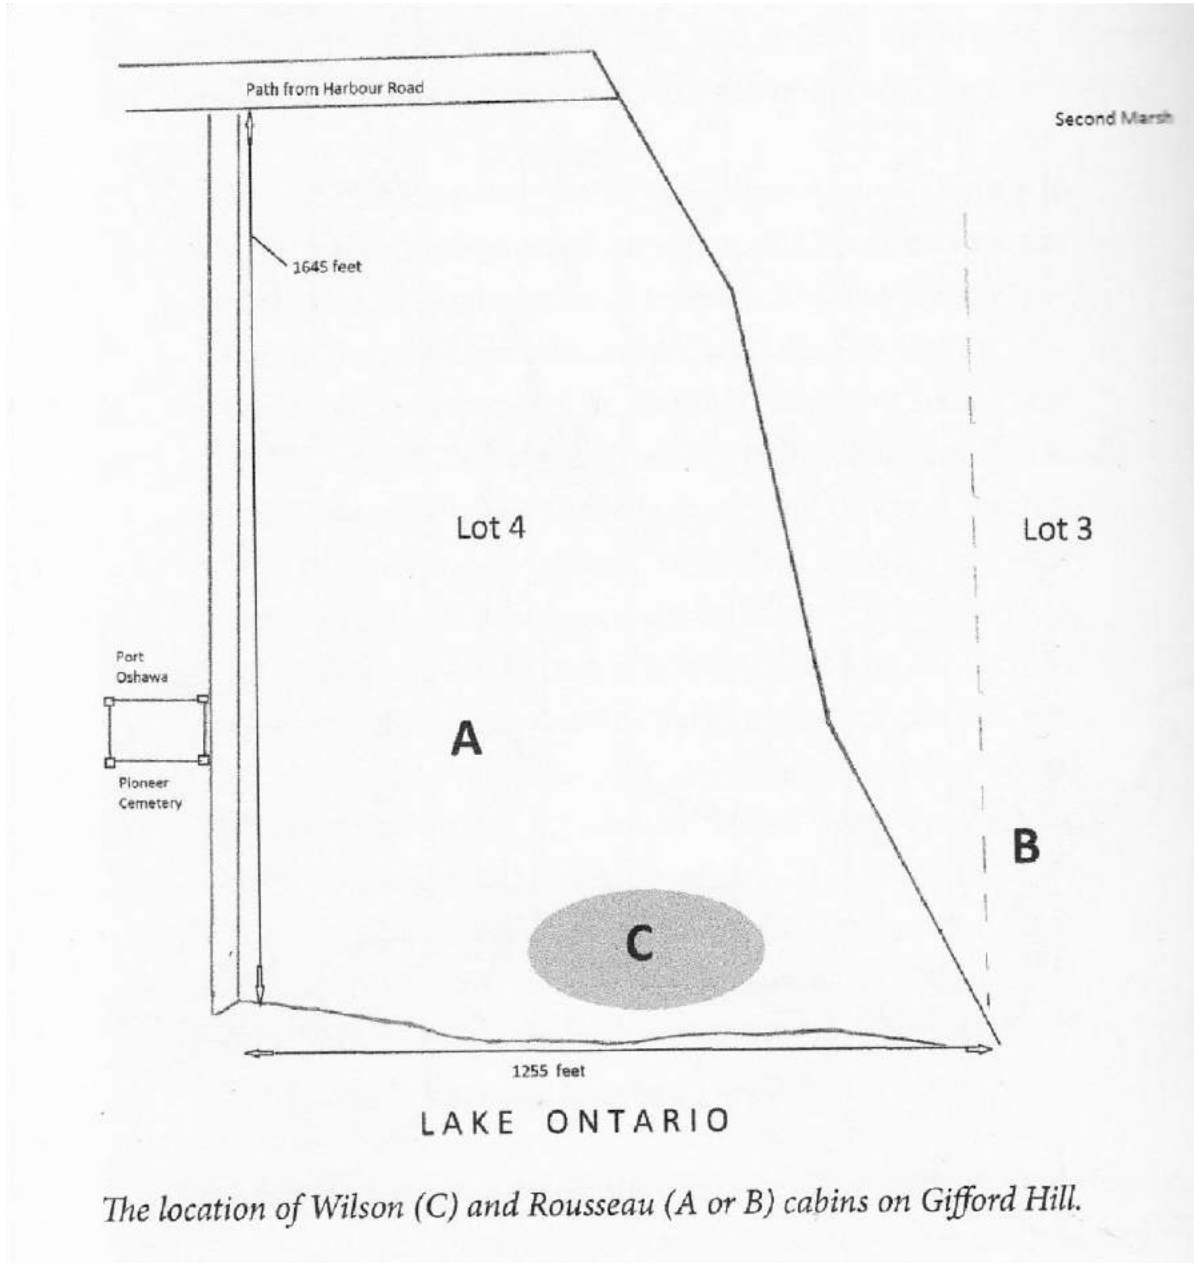 Path from Harbour Road
Second Marsh
1645 feet
Lot 4
Lot 3
Port
Oshawa
A
Pioneer
Cemetery
B
C
1255 feet
LAKE ONTARIO
The location of Wilson (C) and Rousseau (A or B) cabins on Gifford Hill.